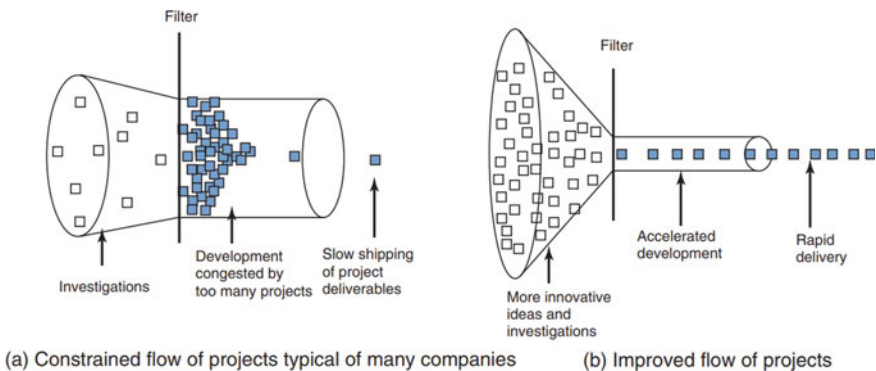 Filter
Investigations
Development
congested by
too many projects
Slow shipping
of project
deliverables
(a) Constrained flow of projects typical of many companies
Filter
More innovative
ideas and
investigations
Accelerated
development
Rapid
delivery
(b) Improved flow of projects